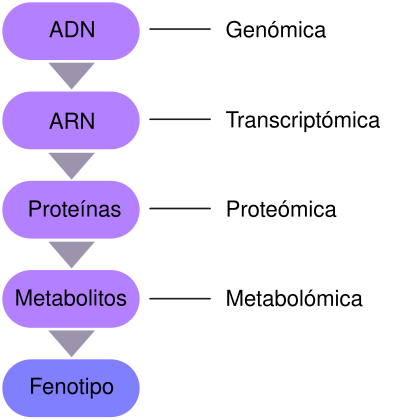 ADN
Genómica
ARN
Transcriptómica
Proteínas
Proteómica
Metabolitos
Metabolómica
Fenotipo